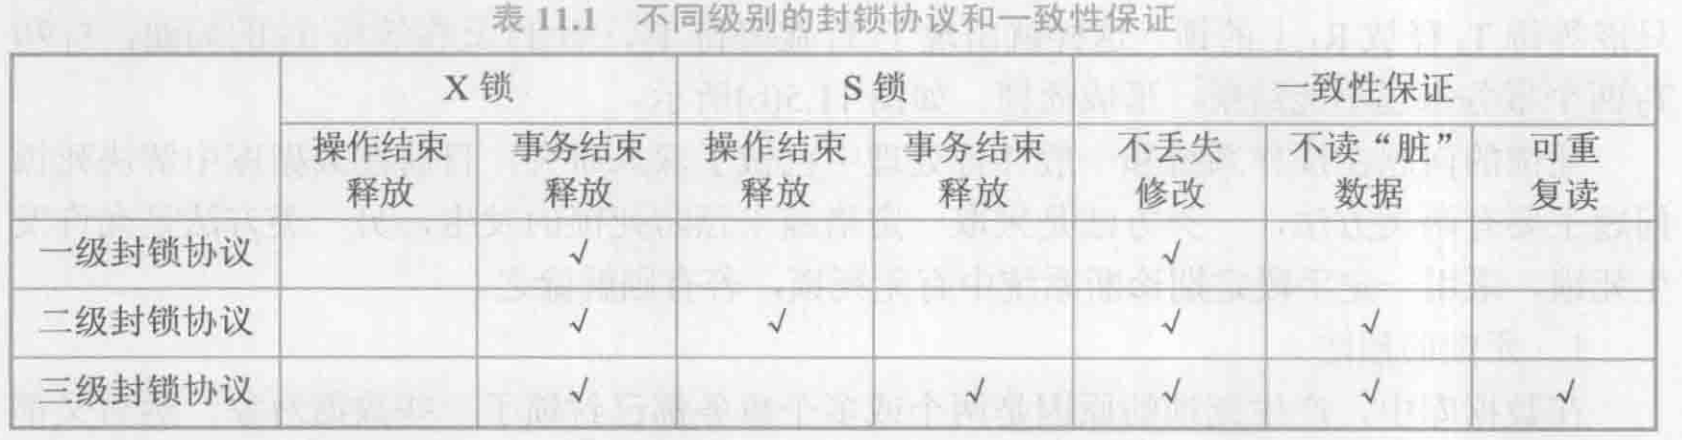 表 11.1 不同级别的封锁协议和一致性保证
X 锁 S 锁 一致性保证
操作结束释放 事务结束释放 操作结束释放 事务结束释放 不丢失修改 不读“脏”数据 可重复读
一级封锁协议 √ √
二级封锁协议 √ √ √ √
三级封锁协议 √ √ √ √ √